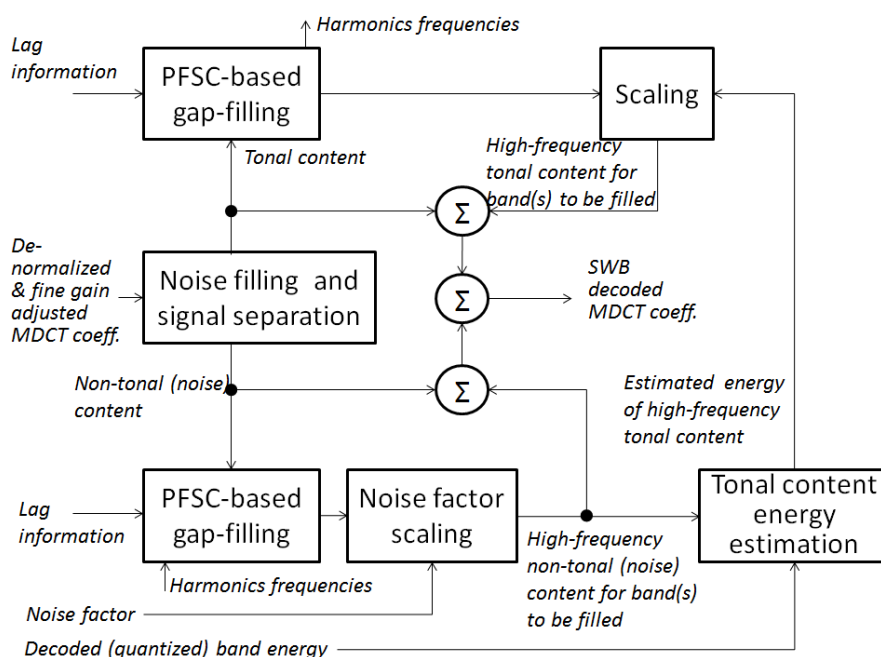 Harmonics frequencies
Lag
information
PFSC-based
gap-filling
Scaling
Tonal content
High-frequency
tonal content for
band(s) to be filled
Σ
De-
normalized
& fine gain
adjusted
MDCT coeff.
Noise filling and
signal separation
Σ
SWB
decoded
MDCT coeff.
Non-tonal (noise)
content
Σ
Estimated energy
of high-frequency
tonal content
Lag
information
PFSC-based
gap-filling
Noise factor
scaling
Tonal content
energy
estimation
High-frequency
non-tonal (noise)
content for band(s)
to be filled
Harmonics frequencies
Noise factor
Decoded (quantized) band energy